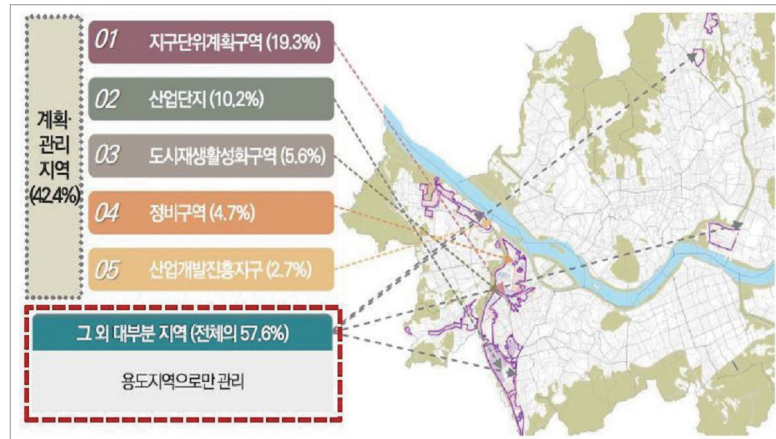 계획·
관리
지역
(42.4%)
01 지구단위계획구역 (19.3%)
02 산업단지 (10.2%)
03 도시재생활성화구역 (5.6%)
04 정비구역 (4.7%)
05 산업개발진흥지구 (2.7%)
그 외 대부분 지역 (전체의 57.6%)
용도지역으로만 관리